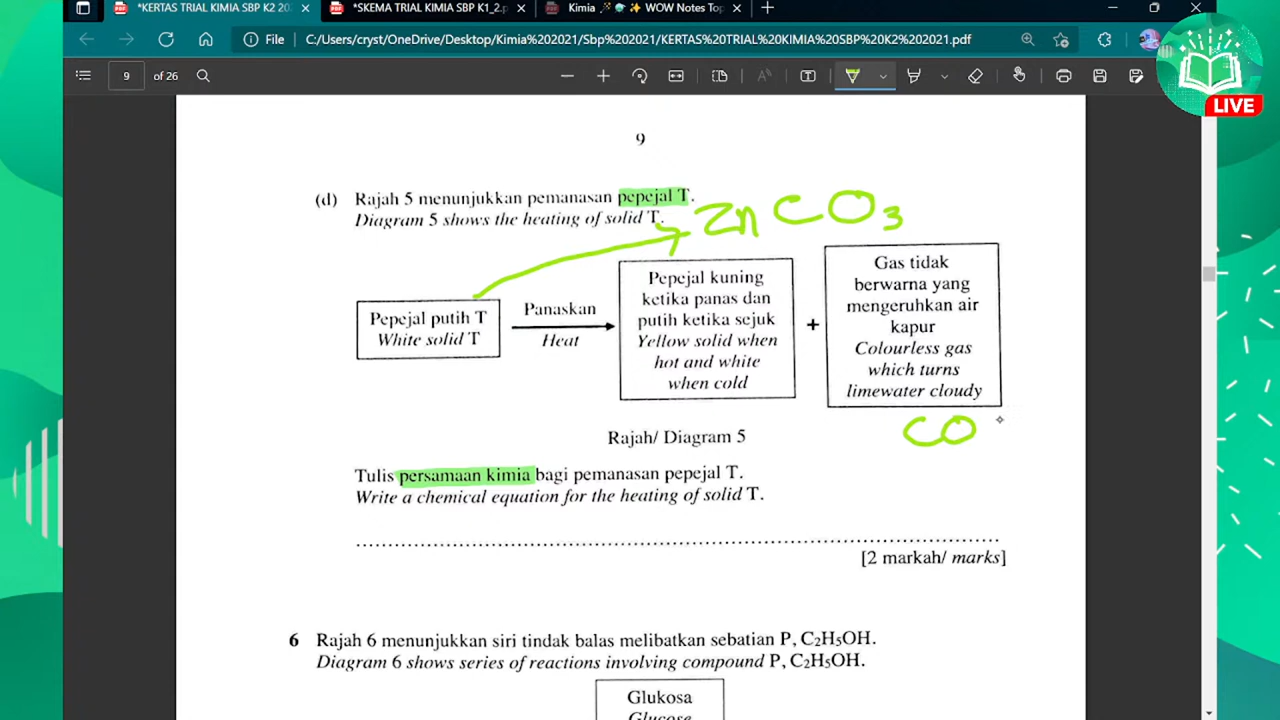 *KERTAS TRIAL KIMIA SBP K2 202
*SKEMA TRIAL KIMIA SBP K1_2.p
Kimia 🪄🧠✨ WOW Notes Top
File C:/Users/cryst/OneDrive/Desktop/Kimia%202021/Sbp%202021/KERTAS%20TRIAL%20KIMIA%20SBP%20K2%202021.pdf
9 of 26
LIVE
9
(d) Rajah 5 menunjukkan pemanasan pepejal T.
Diagram 5 shows the heating of solid T.
ZnCO3
Pepejal putih T
White solid T
Panaskan
Heat
Pepejal kuning
ketika panas dan
putih ketika sejuk
Yellow solid when
hot and white
when cold
+
Gas tidak
berwarna yang
mengeruhkan air
kapur
Colourless gas
which turns
limewater cloudy
CO
Rajah/ Diagram 5
Tulis persamaan kimia bagi pemanasan pepejal T.
Write a chemical equation for the heating of solid T.
[2 markah/ marks]
6 Rajah 6 menunjukkan siri tindak balas melibatkan sebatian P, C2H5OH.
Diagram 6 shows series of reactions involving compound P, C2H5OH.
Glukosa
Glucose